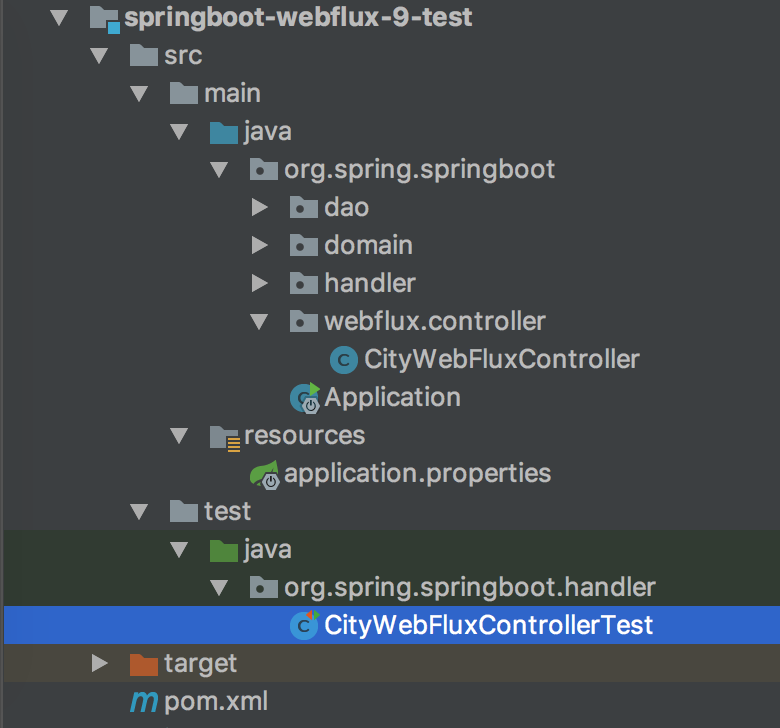 springboot-webflux-9-test
src
main
java
org.spring.springboot
dao
domain
handler
webflux.controller
CityWebFluxController
Application
resources
application.properties
test
java
org.spring.springboot.handler
CityWebFluxControllerTest
target
pom.xml